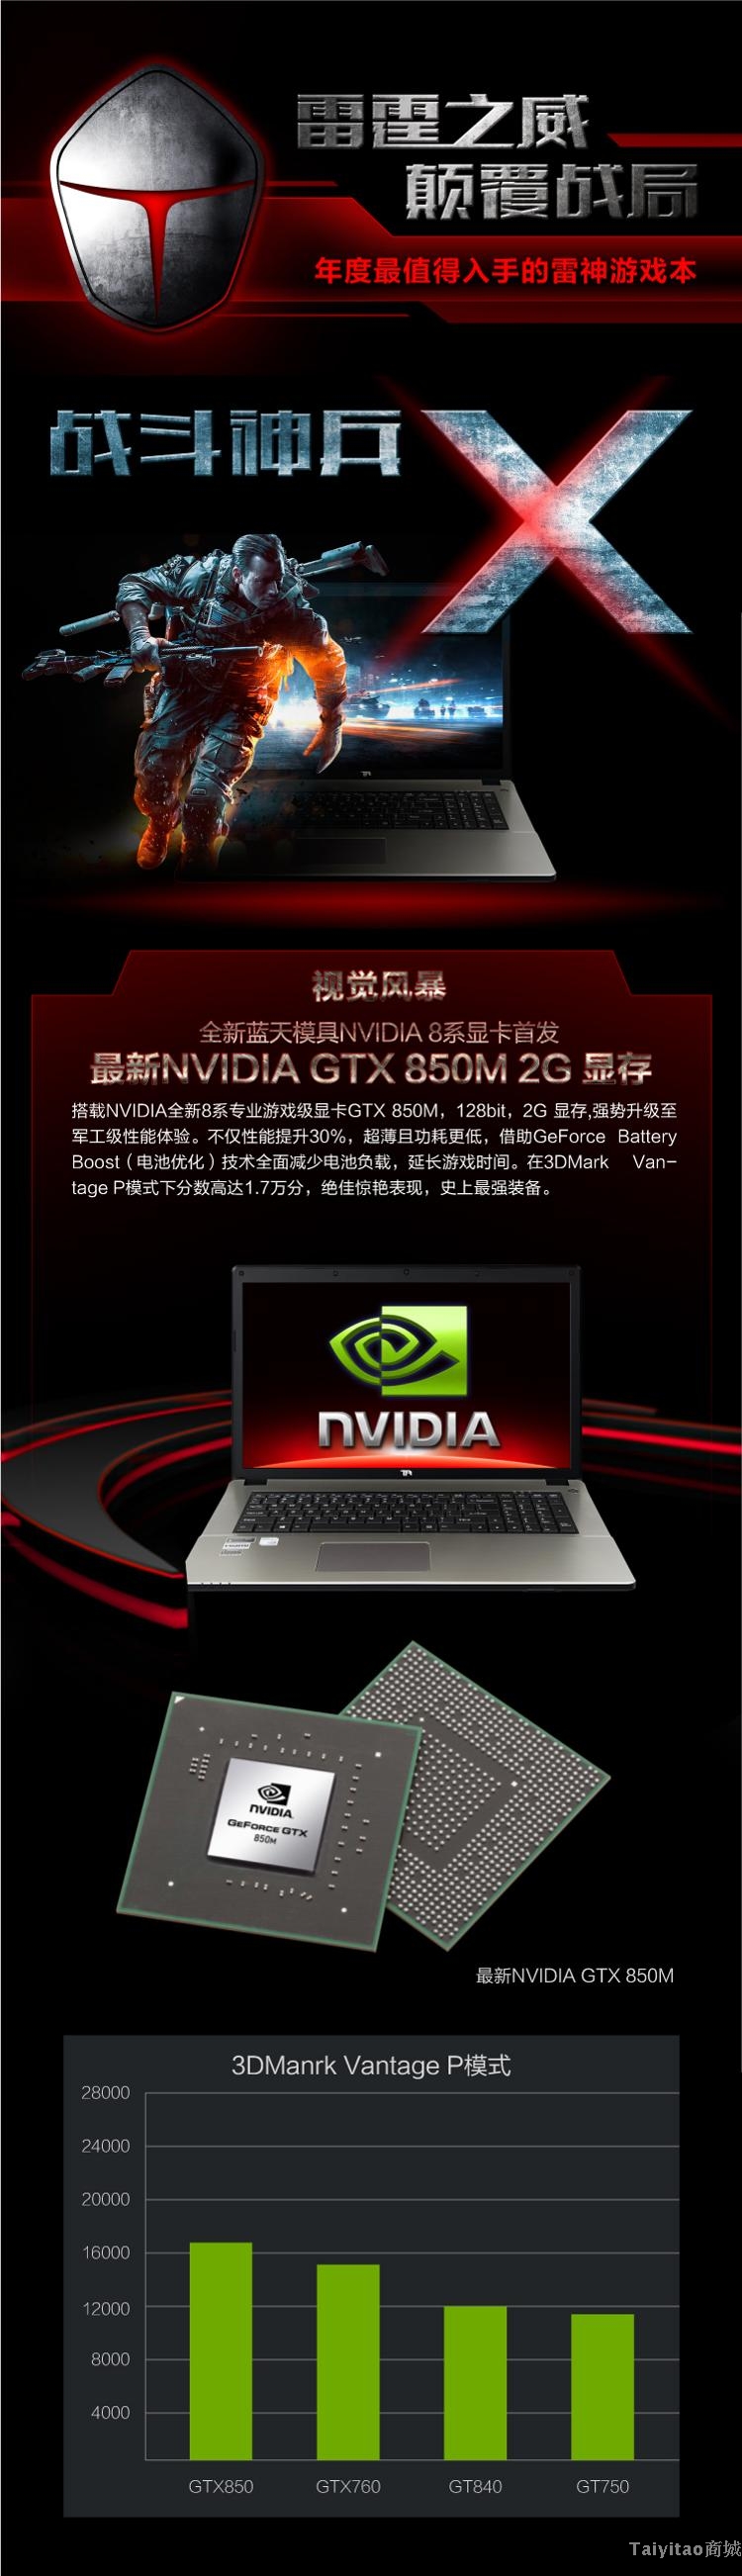 雷霆之威
颠覆战局
年度最值得入手的雷神游戏本
战斗神兵X
视觉风暴
全新蓝天模具NVIDIA 8系显卡首发
最新NVIDIA GTX 850M 2G 显存
搭载NVIDIA全新8系专业游戏级显卡GTX 850M，128bit，2G 显存,强势升级至
军工级性能体验。不仅性能提升30%，超薄且功耗更低，借助GeForce Battery
Boost（电池优化）技术全面减少电池负载，延长游戏时间。在3DMark Van-
tage P模式下分数高达1.7万分，绝佳惊艳表现，史上最强装备。
NVIDIA
NVIDIA
GEFORCE GTX
850M
最新NVIDIA GTX 850M
3DManrk Vantage P模式
28000
24000
20000
16000
12000
8000
4000
GTX850 GTX760 GT840 GT750
Taiyitao商城